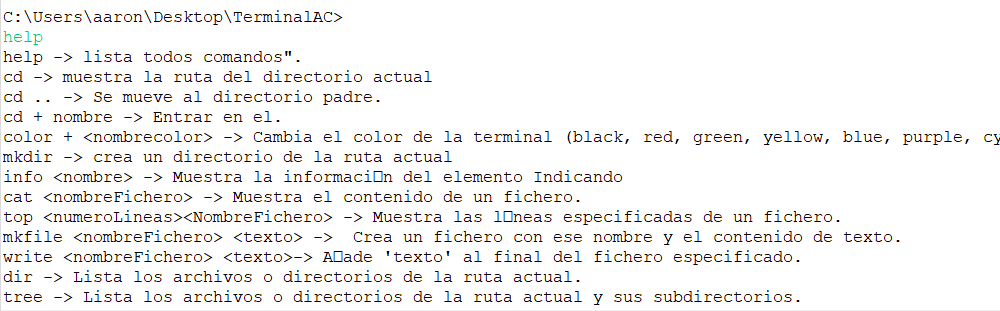 C:\Users\aaron\Desktop\TerminalAC>
help
help -> lista todos comandos".
cd -> muestra la ruta del directorio actual
cd .. -> Se mueve al directorio padre.
cd + nombre -> Entrar en el.
color + <nombrecolor> -> Cambia el color de la terminal (black, red, green, yellow, blue, purple, cy
mkdir -> crea un directorio de la ruta actual
info <nombre> -> Muestra la informaci▯n del elemento Indicando
cat <nombreFichero> -> Muestra el contenido de un fichero.
top <numeroLineas><NombreFichero> -> Muestra las l▯neas especificadas de un fichero.
mkfile <nombreFichero> <texto> ->  Crea un fichero con ese nombre y el contenido de texto.
write <nombreFichero> <texto>-> A▯ade 'texto' al final del fichero especificado.
dir -> Lista los archivos o directorios de la ruta actual.
tree -> Lista los archivos o directorios de la ruta actual y sus subdirectorios.